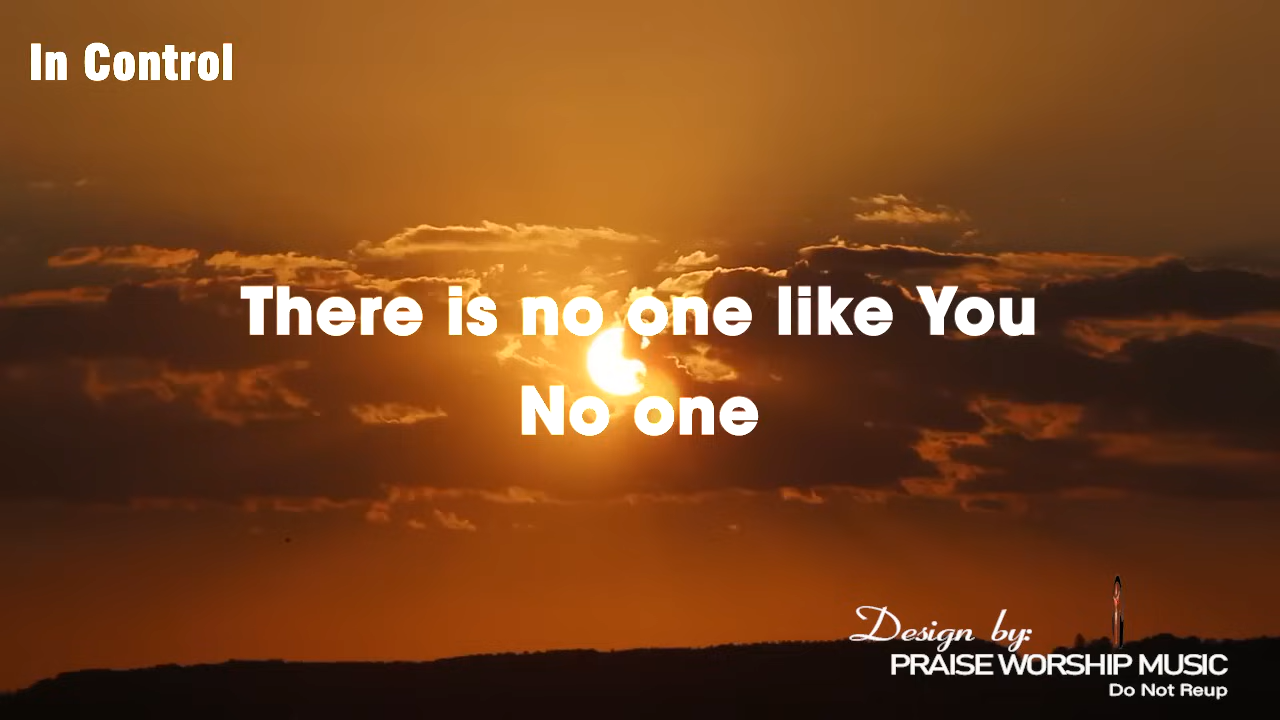 In Control
There is no one like You
No one
Design by:
PRAISE WORSHIP MUSIC
Do Not Reup